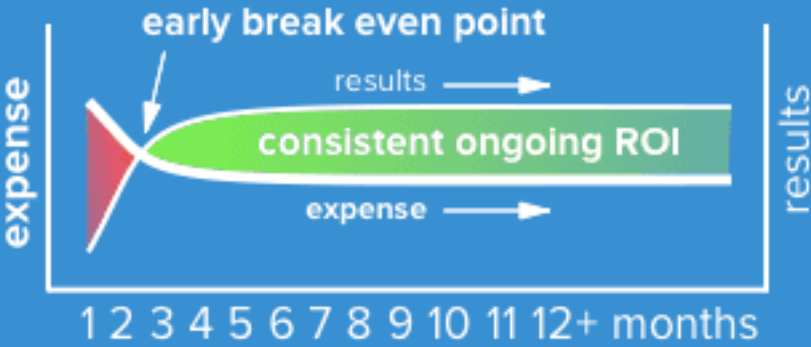 early break even point
results
consistent ongoing ROI
expense
expense
results
1 2 3 4 5 6 7 8 9 10 11 12+ months